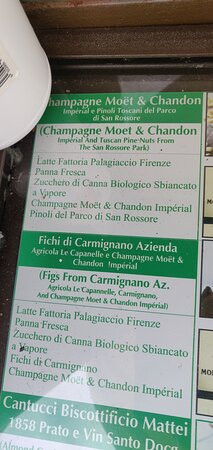 Champagne Moët & Chandon
Impérial e Pinoli Toscani del Parco
di San Rossore
(Champagne Moet & Chandon
Impérial And Tuscan Pine-Nuts From
The San Rossore Park)
Latte Fattoria Palagiaccio Firenze
Panna Fresca
Zucchero di Canna Biologico Sbiancato
a Vapore
Champagne Moët & Chandon Impérial
Pinoli del Parco di San Rossore
Fichi di Carmignano Azienda
Agricola Le Capanelle e Champagne Moët &
Chandon Impérial
(Figs From Carmignano Az.
Agricola Le Capannelle, Carmignano,
And Champagne Moet & Chandon Impérial)
Latte Fattoria Palagiaccio Firenze
Panna Fresca
Zucchero di Canna Biologico Sbiancato
a Vapore
Fichi di Carmignano
Champagne Moët & Chandon Impérial
Cantucci Biscottificio Mattei
1858 Prato e Vin Santo Docg